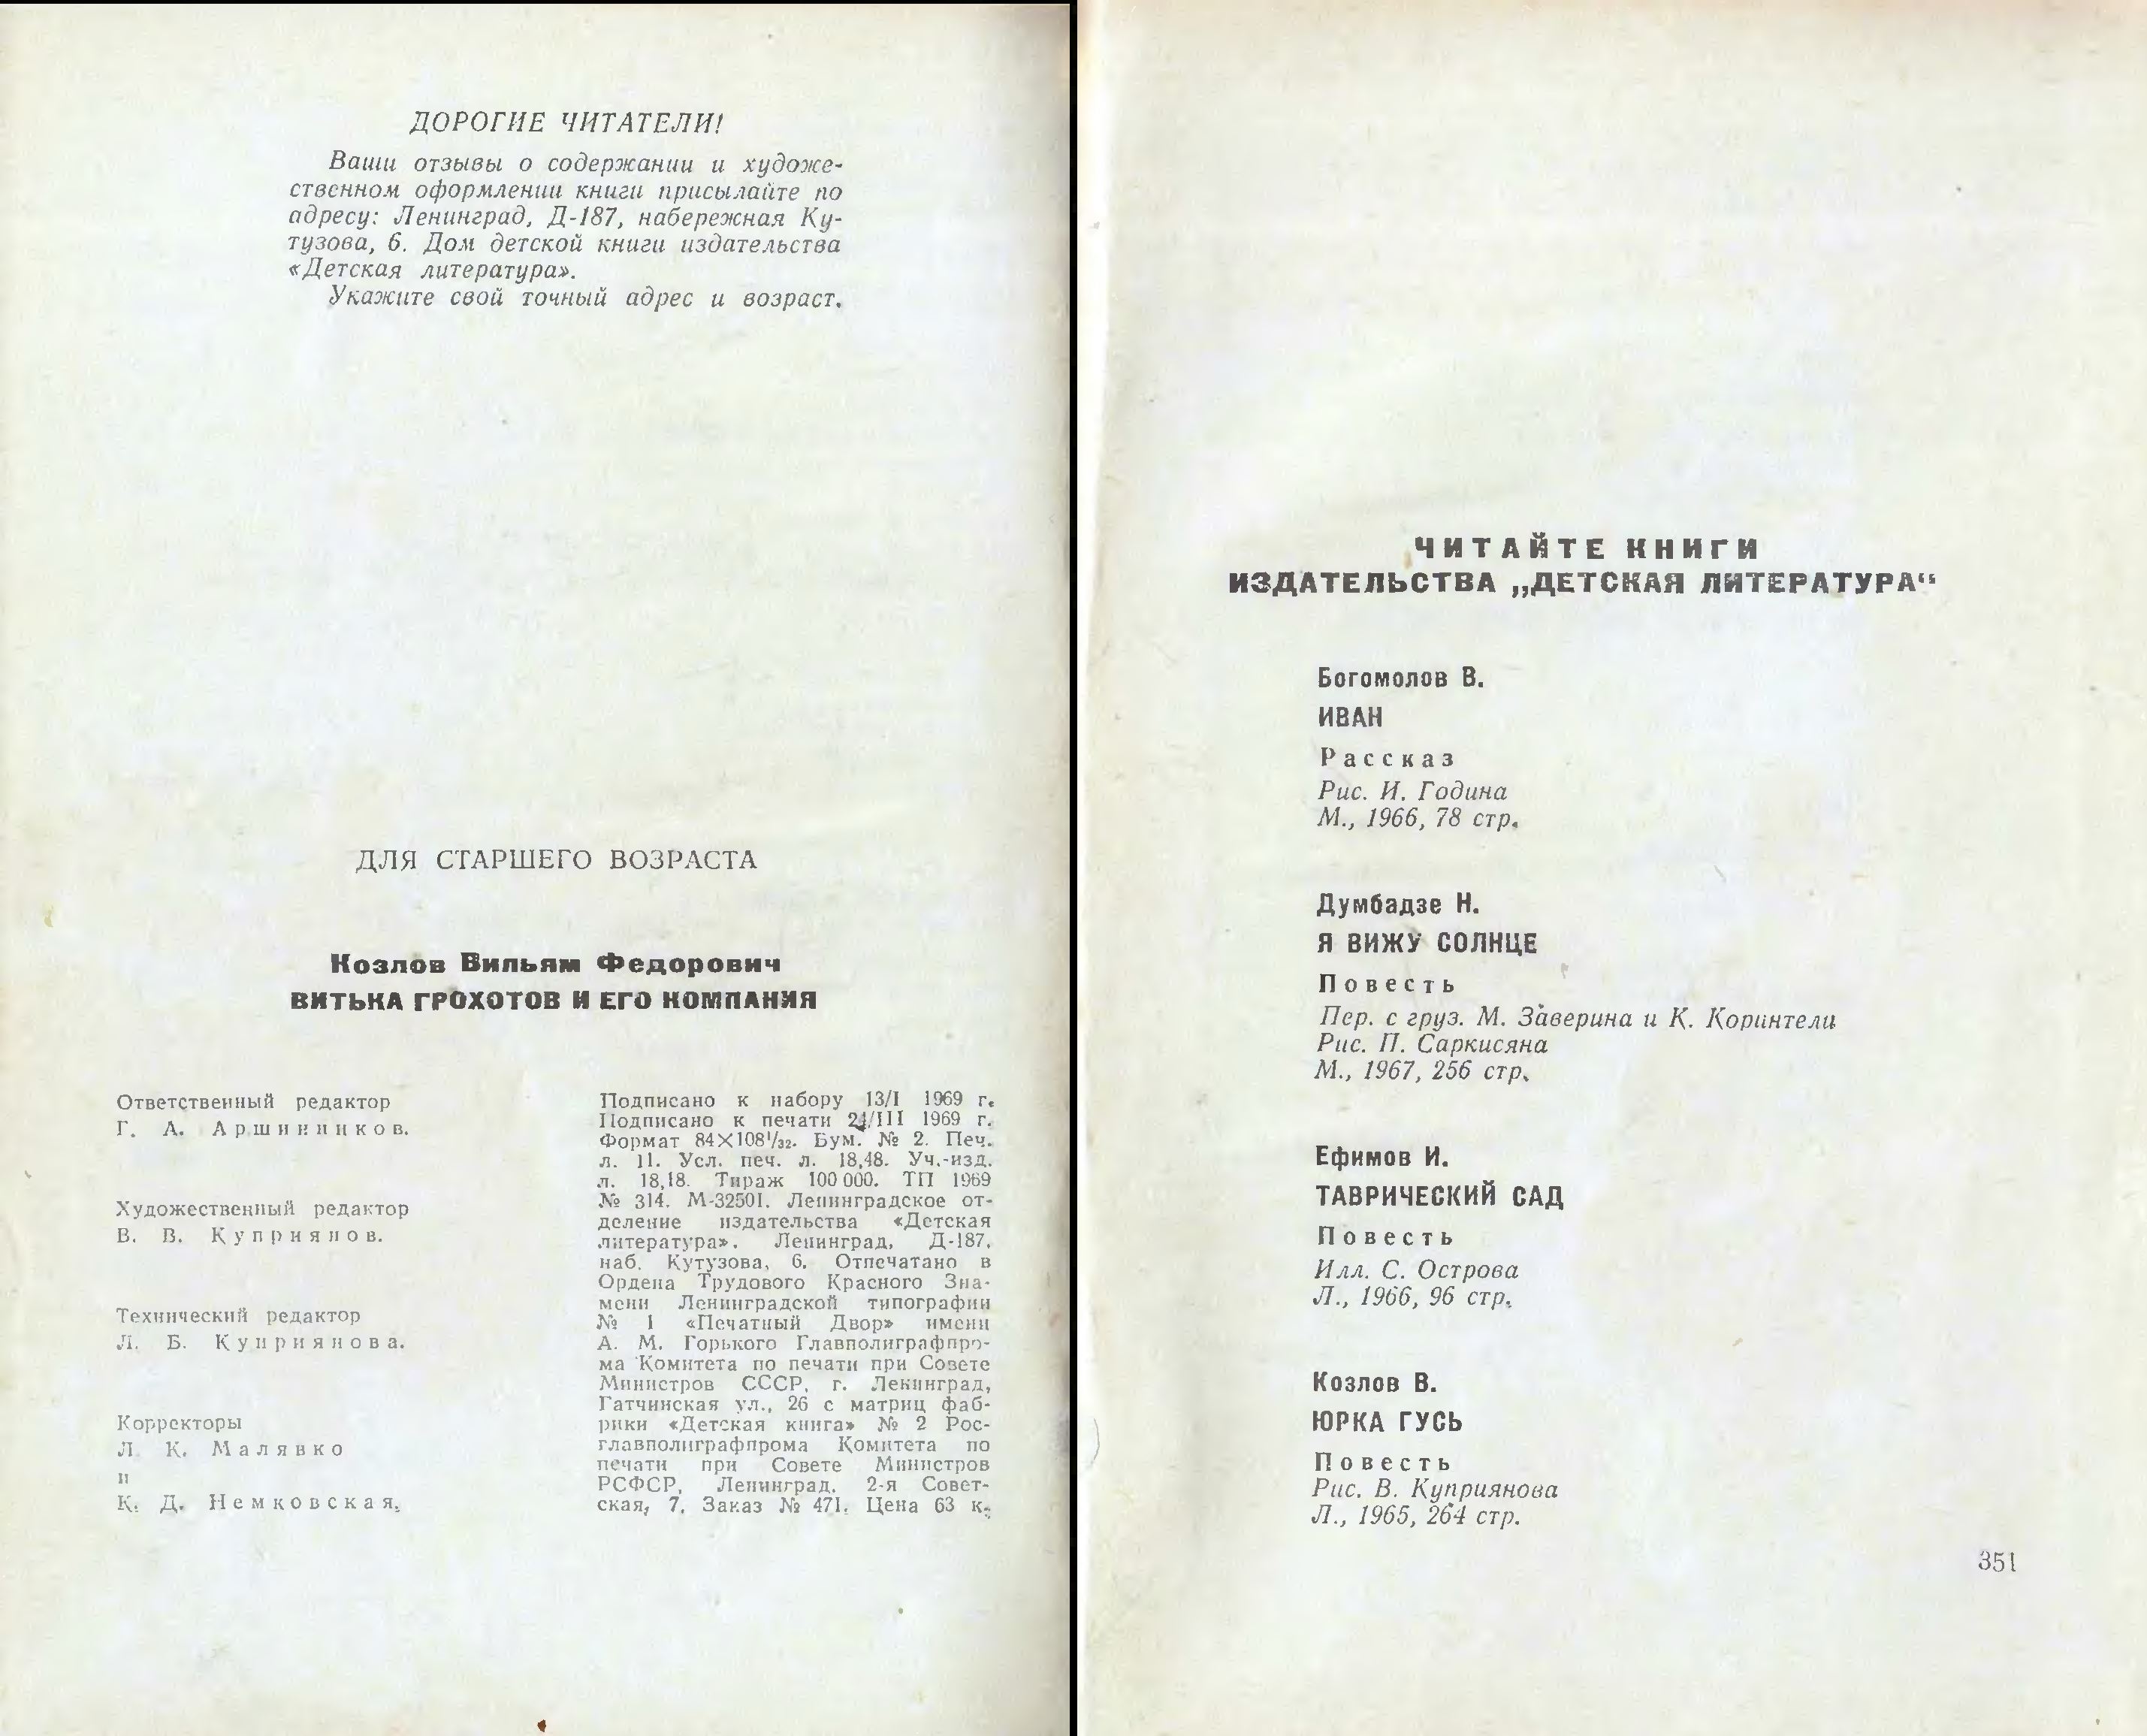 ДОРОГИЕ ЧИТАТЕЛИ!
Ваши отзывы о содержании и художе-
ственном оформлении книги присылайте по
адресу: Ленинград, Д-187, набережная Ку-
тузова, 6. Дом детской книги издательства
«Детская литература».
Укажите свой точный адрес и возраст.
ДЛЯ СТАРШЕГО ВОЗРАСТА
Козлов Вильям Федорович
ВИТЬКА ГРОХОТОВ И ЕГО КОМПАНИЯ
Ответственный редактор
Г. А. Аршинников.
Художественный редактор
В. В. Куприянов.
Технический редактор
Л. Б. Куприянова.
Корректоры
Л. К. Малявко
и
К. Д. Немковская.
Подписано к набору 13/I 1969 г.
Подписано к печати /III 1969 г.
Формат 84×108¹/₃₂. Бум. № 2. Печ.
л. 11. Усл. печ. л. 18,48. Уч.-изд.
л. 18,18. Тираж 100 000. ТП 1969
№ 314. М-32501. Ленинградское от-
деление издательства «Детская
литература». Ленинград, Д-187,
наб. Кутузова, 6. Отпечатано в
Ордена Трудового Красного Зна-
мени Ленинградской типографии
№ 1 «Печатный Двор» имени
А. М. Горького Главполиграфпро-
ма Комитета по печати при Совете
Министров СССР, г. Ленинград,
Гатчинская ул., 26 с матриц фаб-
рики «Детская книга» № 2 Рос-
главполиграфпрома Комитета по
печати при Совете Министров
РСФСР, Ленинград, 2-я Совет-
ская, 7. Заказ № 471. Цена 63 к.
ЧИТАЙТЕ КНИГИ
ИЗДАТЕЛЬСТВА „ДЕТСКАЯ ЛИТЕРАТУРА“
Богомолов В.
ИВАН
Рассказ
Рис. И. Година
М., 1966, 78 стр.
Думбадзе Н.
Я ВИЖУ СОЛНЦЕ
Повесть
Пер. с груз. М. Заверина и К. Коринтели
Рис. П. Саркисяна
М., 1967, 256 стр.
Ефимов И.
ТАВРИЧЕСКИЙ САД
Повесть
Илл. С. Острова
Л., 1966, 96 стр.
Козлов В.
ЮРКА ГУСЬ
Повесть
Рис. В. Куприянова
Л., 1965, 264 стр.
351